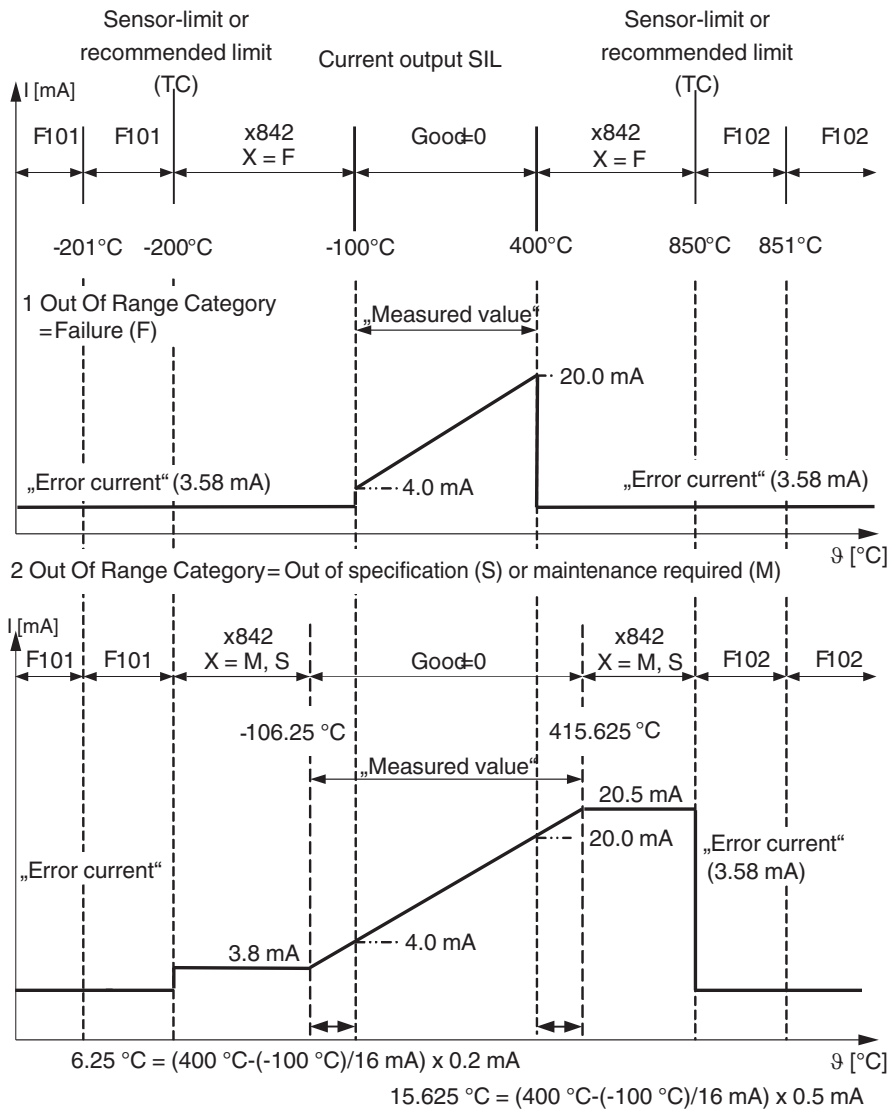 Sensor-limit or
recommended limit
(TC)
Current output SIL
Sensor-limit or
recommended limit
(TC)
I [mA]
F101
F101
x842
X = F
Good=0
x842
X = F
F102
F102
-201°C
-200°C
-100°C
400°C
850°C
851°C
1 Out Of Range Category
=Failure (F)
„Measured value“
20.0 mA
„Error current“ (3.58 mA)
4.0 mA
„Error current“ (3.58 mA)
ϑ [°C]
2 Out Of Range Category= Out of specification (S) or maintenance required (M)
I [mA]
F101
F101
x842
X = M, S
Good=0
x842
X = M, S
F102
F102
-106.25 °C
415.625 °C
„Measured value“
20.5 mA
20.0 mA
„Error current“
„Error current“
(3.58 mA)
3.8 mA
4.0 mA
6.25 °C = (400 °C-(-100 °C)/16 mA) x 0.2 mA
ϑ [°C]
15.625 °C = (400 °C-(-100 °C)/16 mA) x 0.5 mA